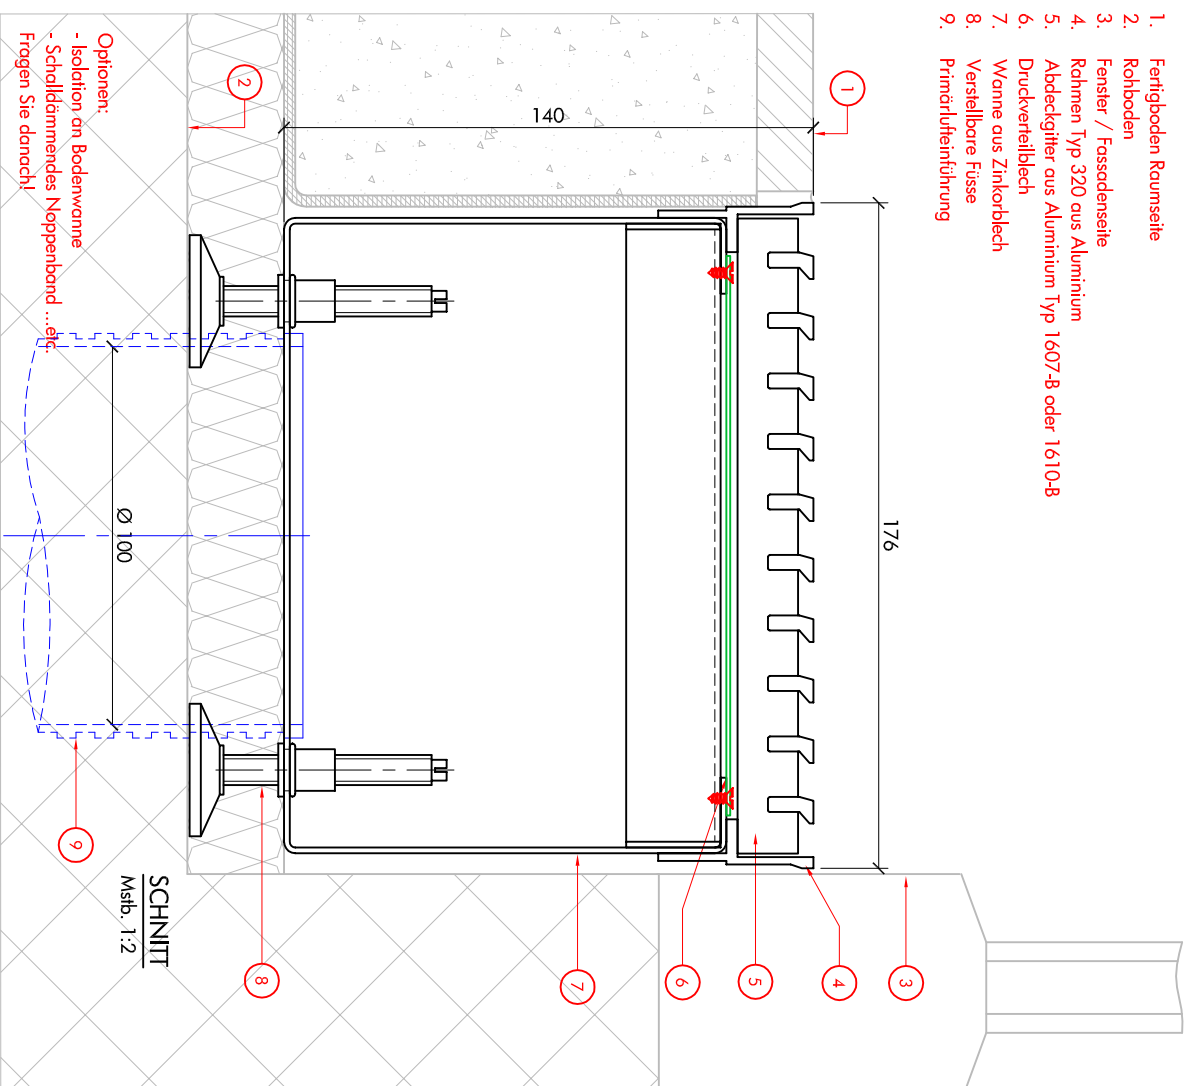 1. Fertigboden Raumseite
2. Rohboden
3. Fenster / Fassadenseite
4. Rahmen Typ 320 aus Aluminium
5. Abdeckgitter aus Aluminium Typ 1607-B oder 1610-B
6. Druckverteilblech
7. Wanne aus Zinkorblech
8. Verstellbare Füsse
9. Primärlufteinführung
1
2
140
176
Ø 100
3
4
5
6
7
8
9
Optionen:
- Isolation an Bodenwanne
- Schalldämmendes Noppenband ...etc.
Fragen Sie danach!
SCHNITT
Mstb. 1:2